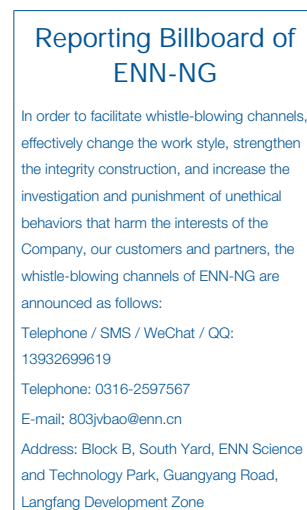 Reporting Billboard of
ENN-NG
In order to facilitate whistle-blowing channels,
effectively change the work style, strengthen
the integrity construction, and increase the
investigation and punishment of unethical
behaviors that harm the interests of the
Company, our customers and partners, the
whistle-blowing channels of ENN-NG are
announced as follows:
Telephone / SMS / WeChat / QQ:
13932699619
Telephone: 0316-2597567
E-mail: 803jvbao@enn.cn
Address: Block B, South Yard, ENN Science
and Technology Park, Guangyang Road,
Langfang Development Zone